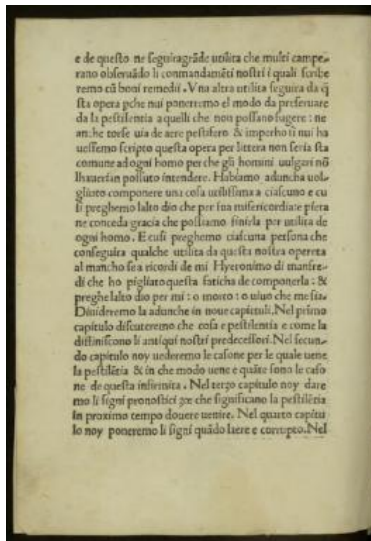 e de questo ne seguira grāde utilita che multi campe-
rano obseruādo li commandamēti nostri i quali scribe
remo cū boni remedii. Vna altra utilita seguira da q̄
sta opera pche nui poneremo el modo da preseruare
da la pestilentia a quelli che non possano fugere: ne
anche torse uia de aere pestifero & imperho si nui ha
uessemo scripto questa opera per littera non seria sta
comune ad ogni homo per che gli homini uulgari nō
lhauerian possuto intendere. Habiamo aduncha uol-
gliuto componere una cosa utilissima a ciascuno e cu
si preghemo lalto dio che per sua misericordia e pieta
ne conceda gracia che possiamo finirla per utilita de
ogni homo. E cusi preghemo ciascuna persona che
conseguira qualche utilita da questa nostra opereta
al mancho se a ricordi de mi Hyeronimo di manfre-
di che ho pigliato questa faticha de componerla: &
preghe lalto dio per mi: o morto: o uiuo che me sia.
Diuideremo la adunche in noue capittuli. Nel primo
capitulo discuteremo che cosa e pestilentia e come la
diffiniscono li antiqui nostri predecessori. Nel secun-
do capitulo noy uederemo le casone per le quale uene
la pestilētia & in che modo uene e quāte sono le caso
ne de questa infirmita. Nel terzo capitulo noy dare
mo li signi pronostici zoe che significano la pestilētia
in proximo tempo douere uenire. Nel quarto capitu
lo noy poneremo li signi quādo laere e corrupto. Nel